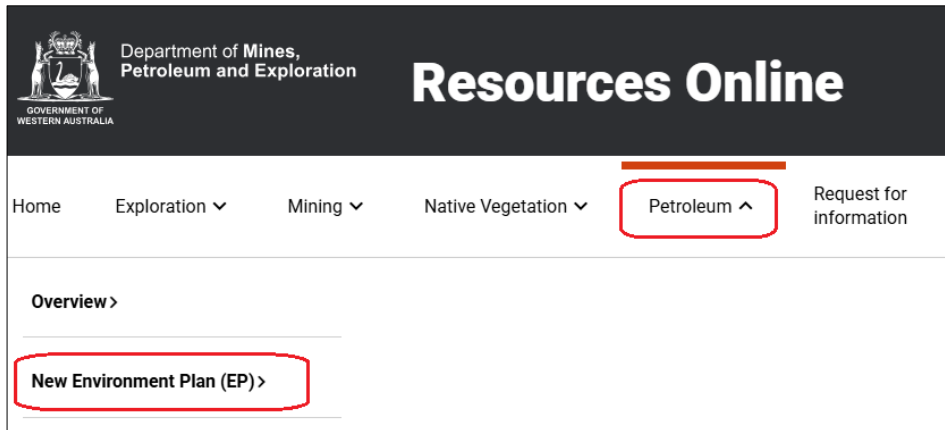 Department of Mines,
Petroleum and Exploration
GOVERNMENT OF
WESTERN AUSTRALIA
Resources Online
Home
Exploration
Mining
Native Vegetation
Petroleum
Request for
information
Overview
New Environment Plan (EP)